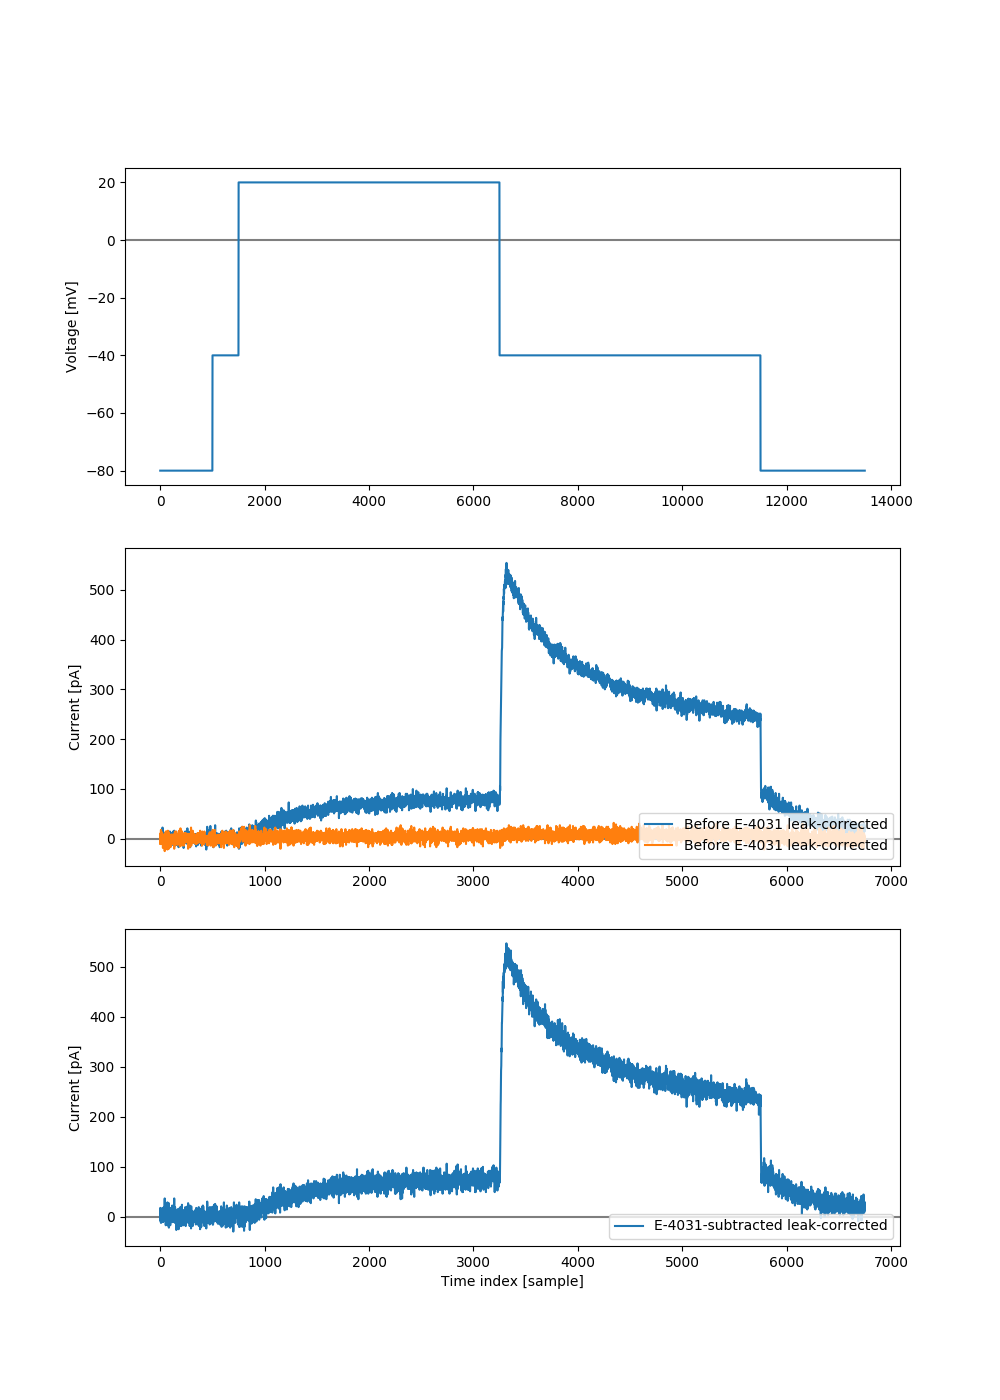 Voltage [mV]
20
0
−20
−40
−60
−80
0 2000 4000 6000 8000 10000 12000 14000
Current [pA]
500
400
300
200
100
0
Before E-4031 leak-corrected
Before E-4031 leak-corrected
0 1000 2000 3000 4000 5000 6000 7000
Current [pA]
500
400
300
200
100
0
E-4031-subtracted leak-corrected
0 1000 2000 3000 4000 5000 6000 7000
Time index [sample]